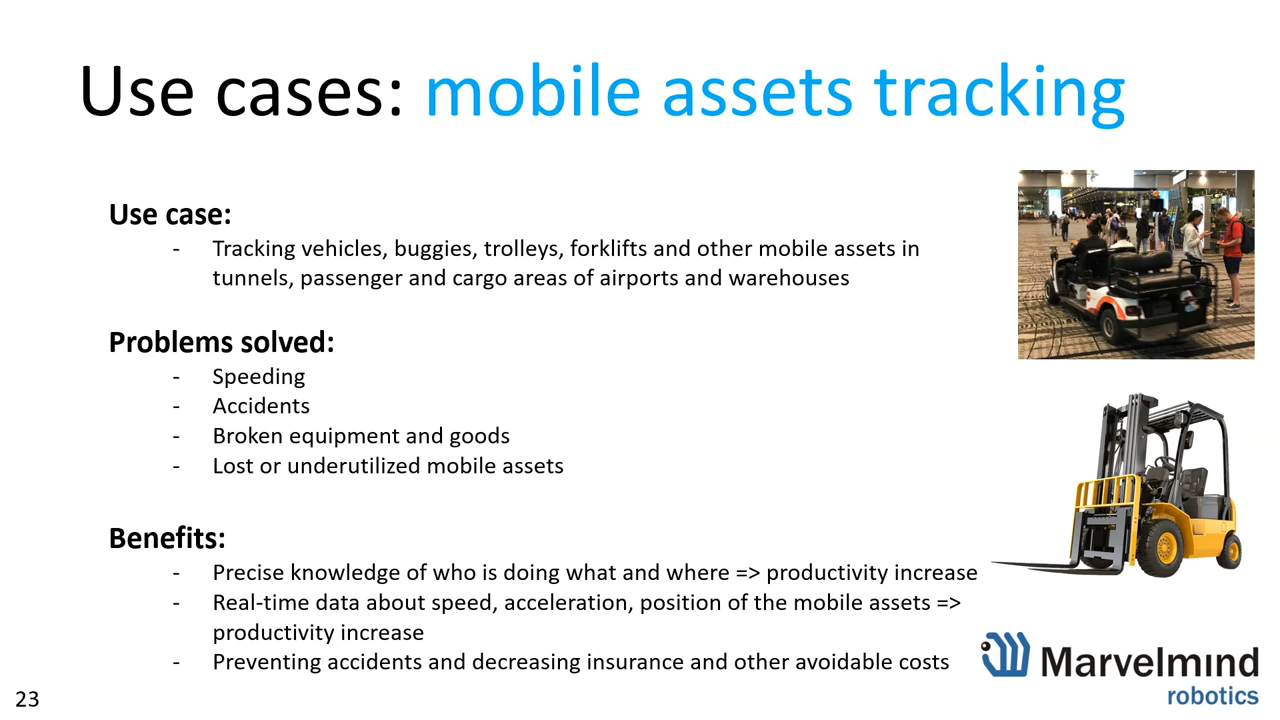 Use cases: mobile assets tracking
Use case:
- Tracking vehicles, buggies, trolleys, forklifts and other mobile assets in
tunnels, passenger and cargo areas of airports and warehouses
Problems solved:
- Speeding
- Accidents
- Broken equipment and goods
- Lost or underutilized mobile assets
Benefits:
- Precise knowledge of who is doing what and where => productivity increase
- Real-time data about speed, acceleration, position of the mobile assets =>
productivity increase
- Preventing accidents and decreasing insurance and other avoidable costs
Marvelmind
robotics
23